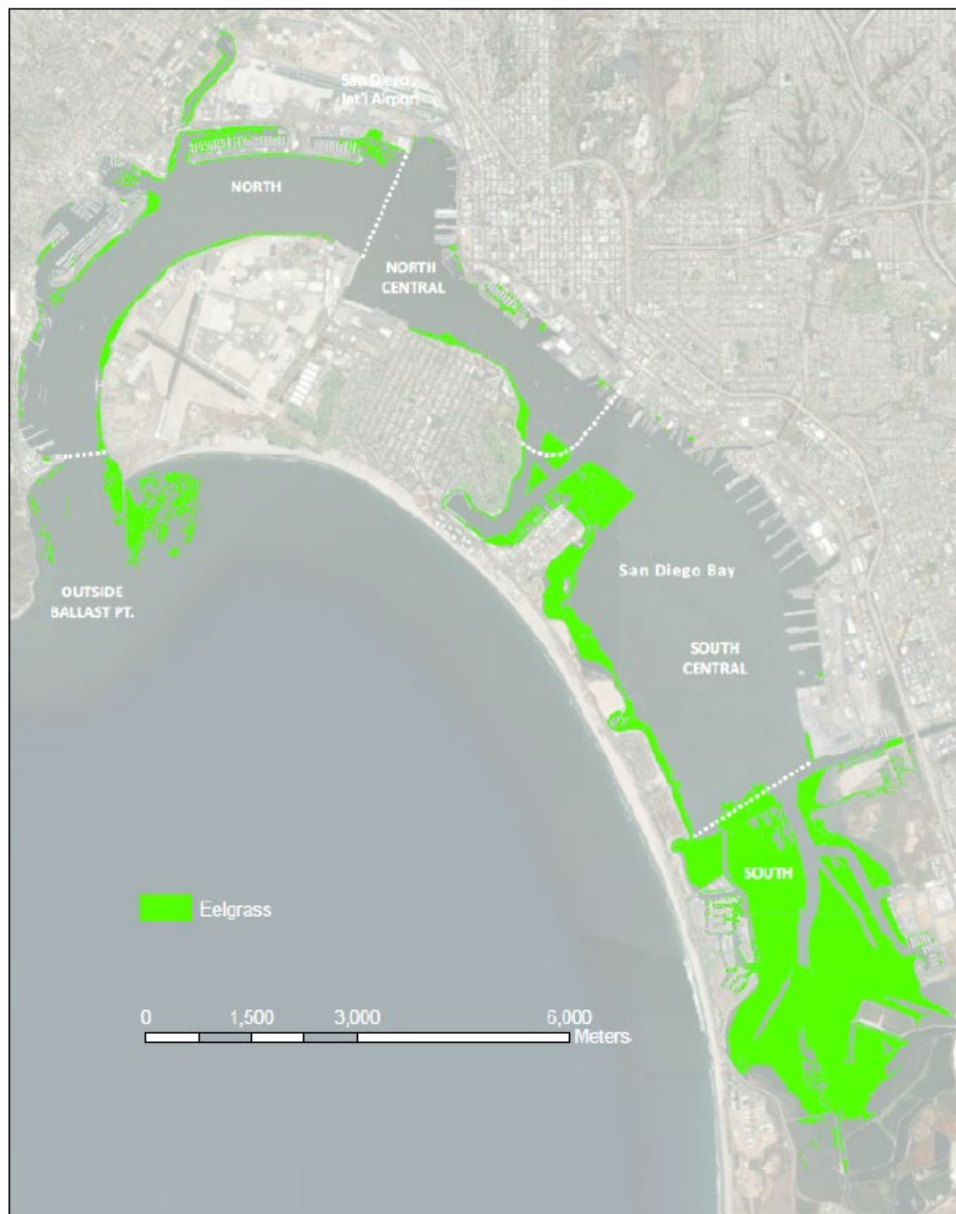 San Diego
Int'l Airport
NORTH
NORTH
CENTRAL
OUTSIDE
BALLAST PT.
San Diego Bay
SOUTH
CENTRAL
SOUTH
Eelgrass
0 1,500 3,000 6,000
Meters